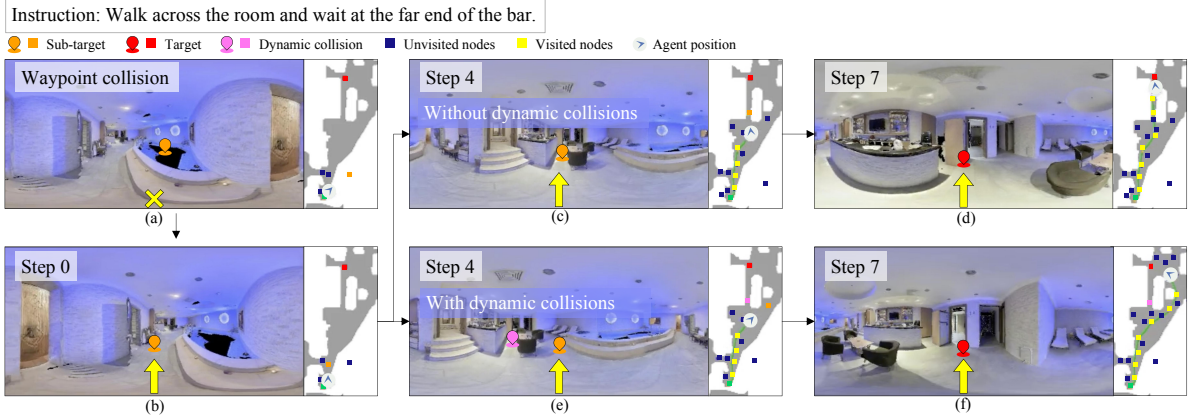 Instruction: Walk across the room and wait at the far end of the bar.
Sub-target Target Dynamic collision Unvisited nodes Visited nodes Agent position
Waypoint collision
Step 4
Without dynamic collisions
Step 7
(a)
(c)
(d)
Step 0
Step 4
With dynamic collisions
Step 7
(b)
(e)
(f)